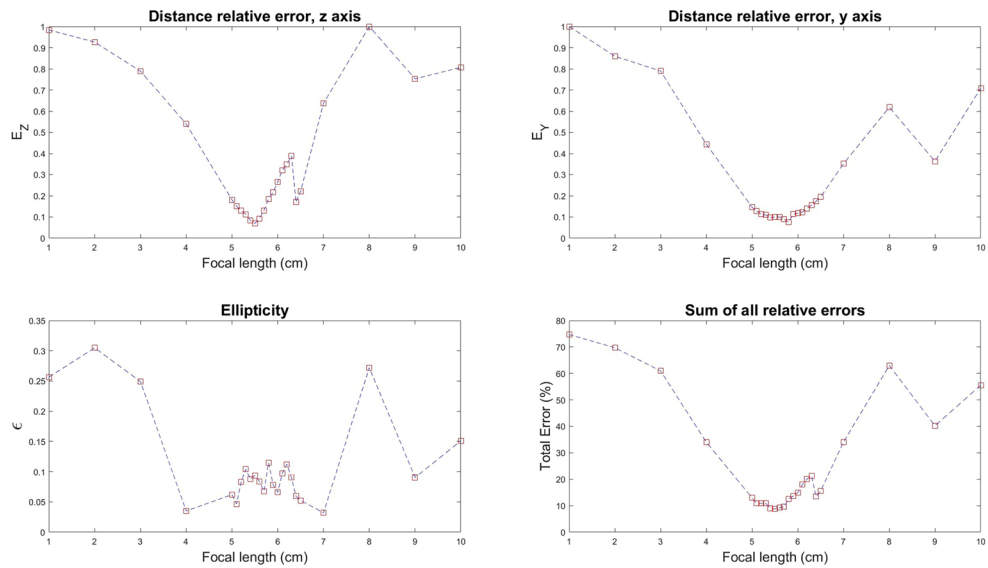 Distance relative error, z axis
1
0.9
0.8
0.7
0.6
0.5
0.4
0.3
0.2
0.1
0
E_Z
1 2 3 4 5 6 7 8 9 10
Focal length (cm)
Distance relative error, y axis
1
0.9
0.8
0.7
0.6
0.5
0.4
0.3
0.2
0.1
0
E_Y
1 2 3 4 5 6 7 8 9 10
Focal length (cm)
Ellipticity
0.35
0.3
0.25
0.2
0.15
0.1
0.05
0
ϵ
1 2 3 4 5 6 7 8 9 10
Focal length (cm)
Sum of all relative errors
80
70
60
50
40
30
20
10
0
Total Error (%)
1 2 3 4 5 6 7 8 9 10
Focal length (cm)